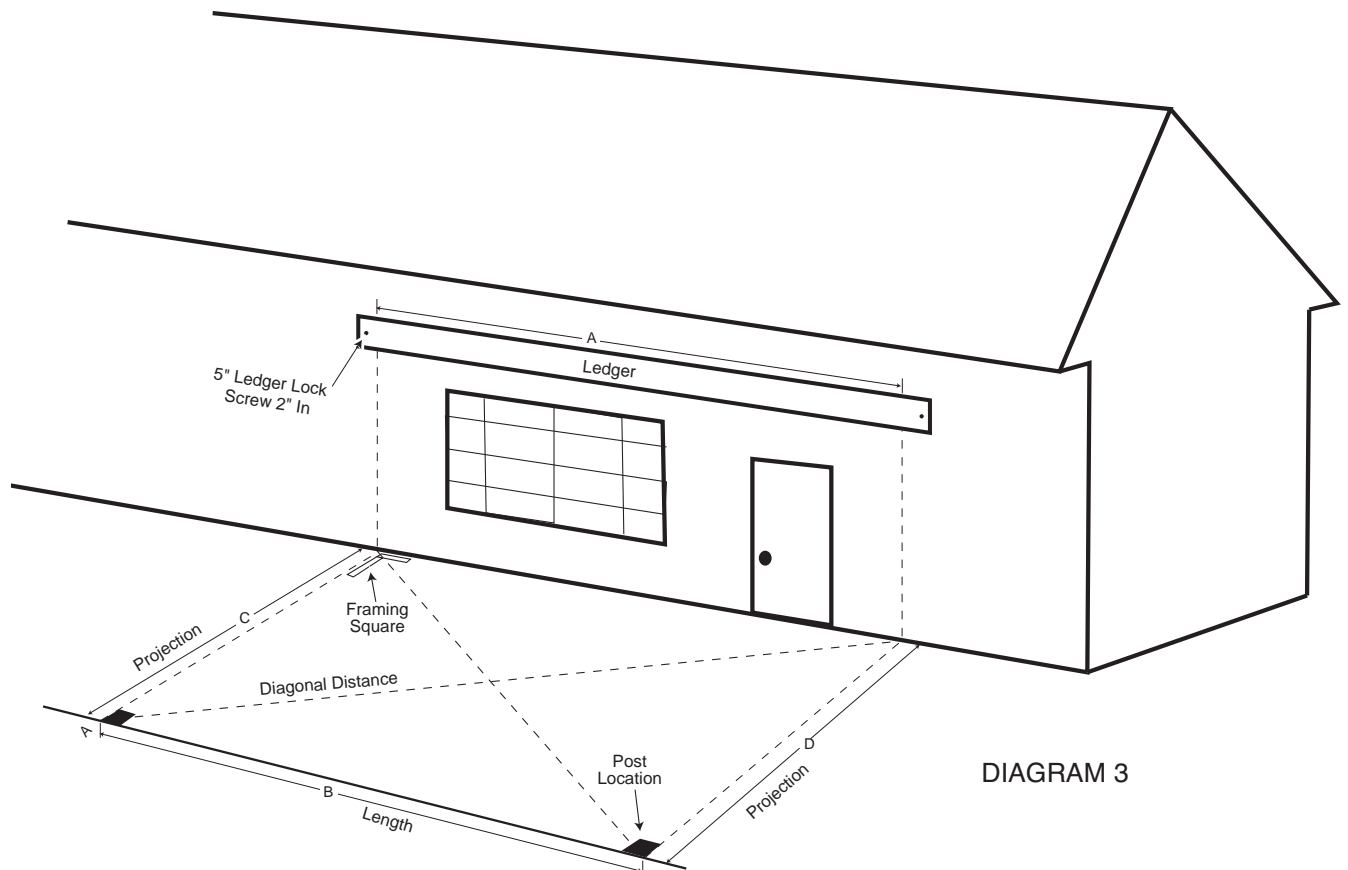 A
Ledger
5" Ledger Lock
Screw 2" In
Framing
Square
C
Projection
Diagonal Distance
A
B
Length
Post
Location
D
Projection
DIAGRAM 3